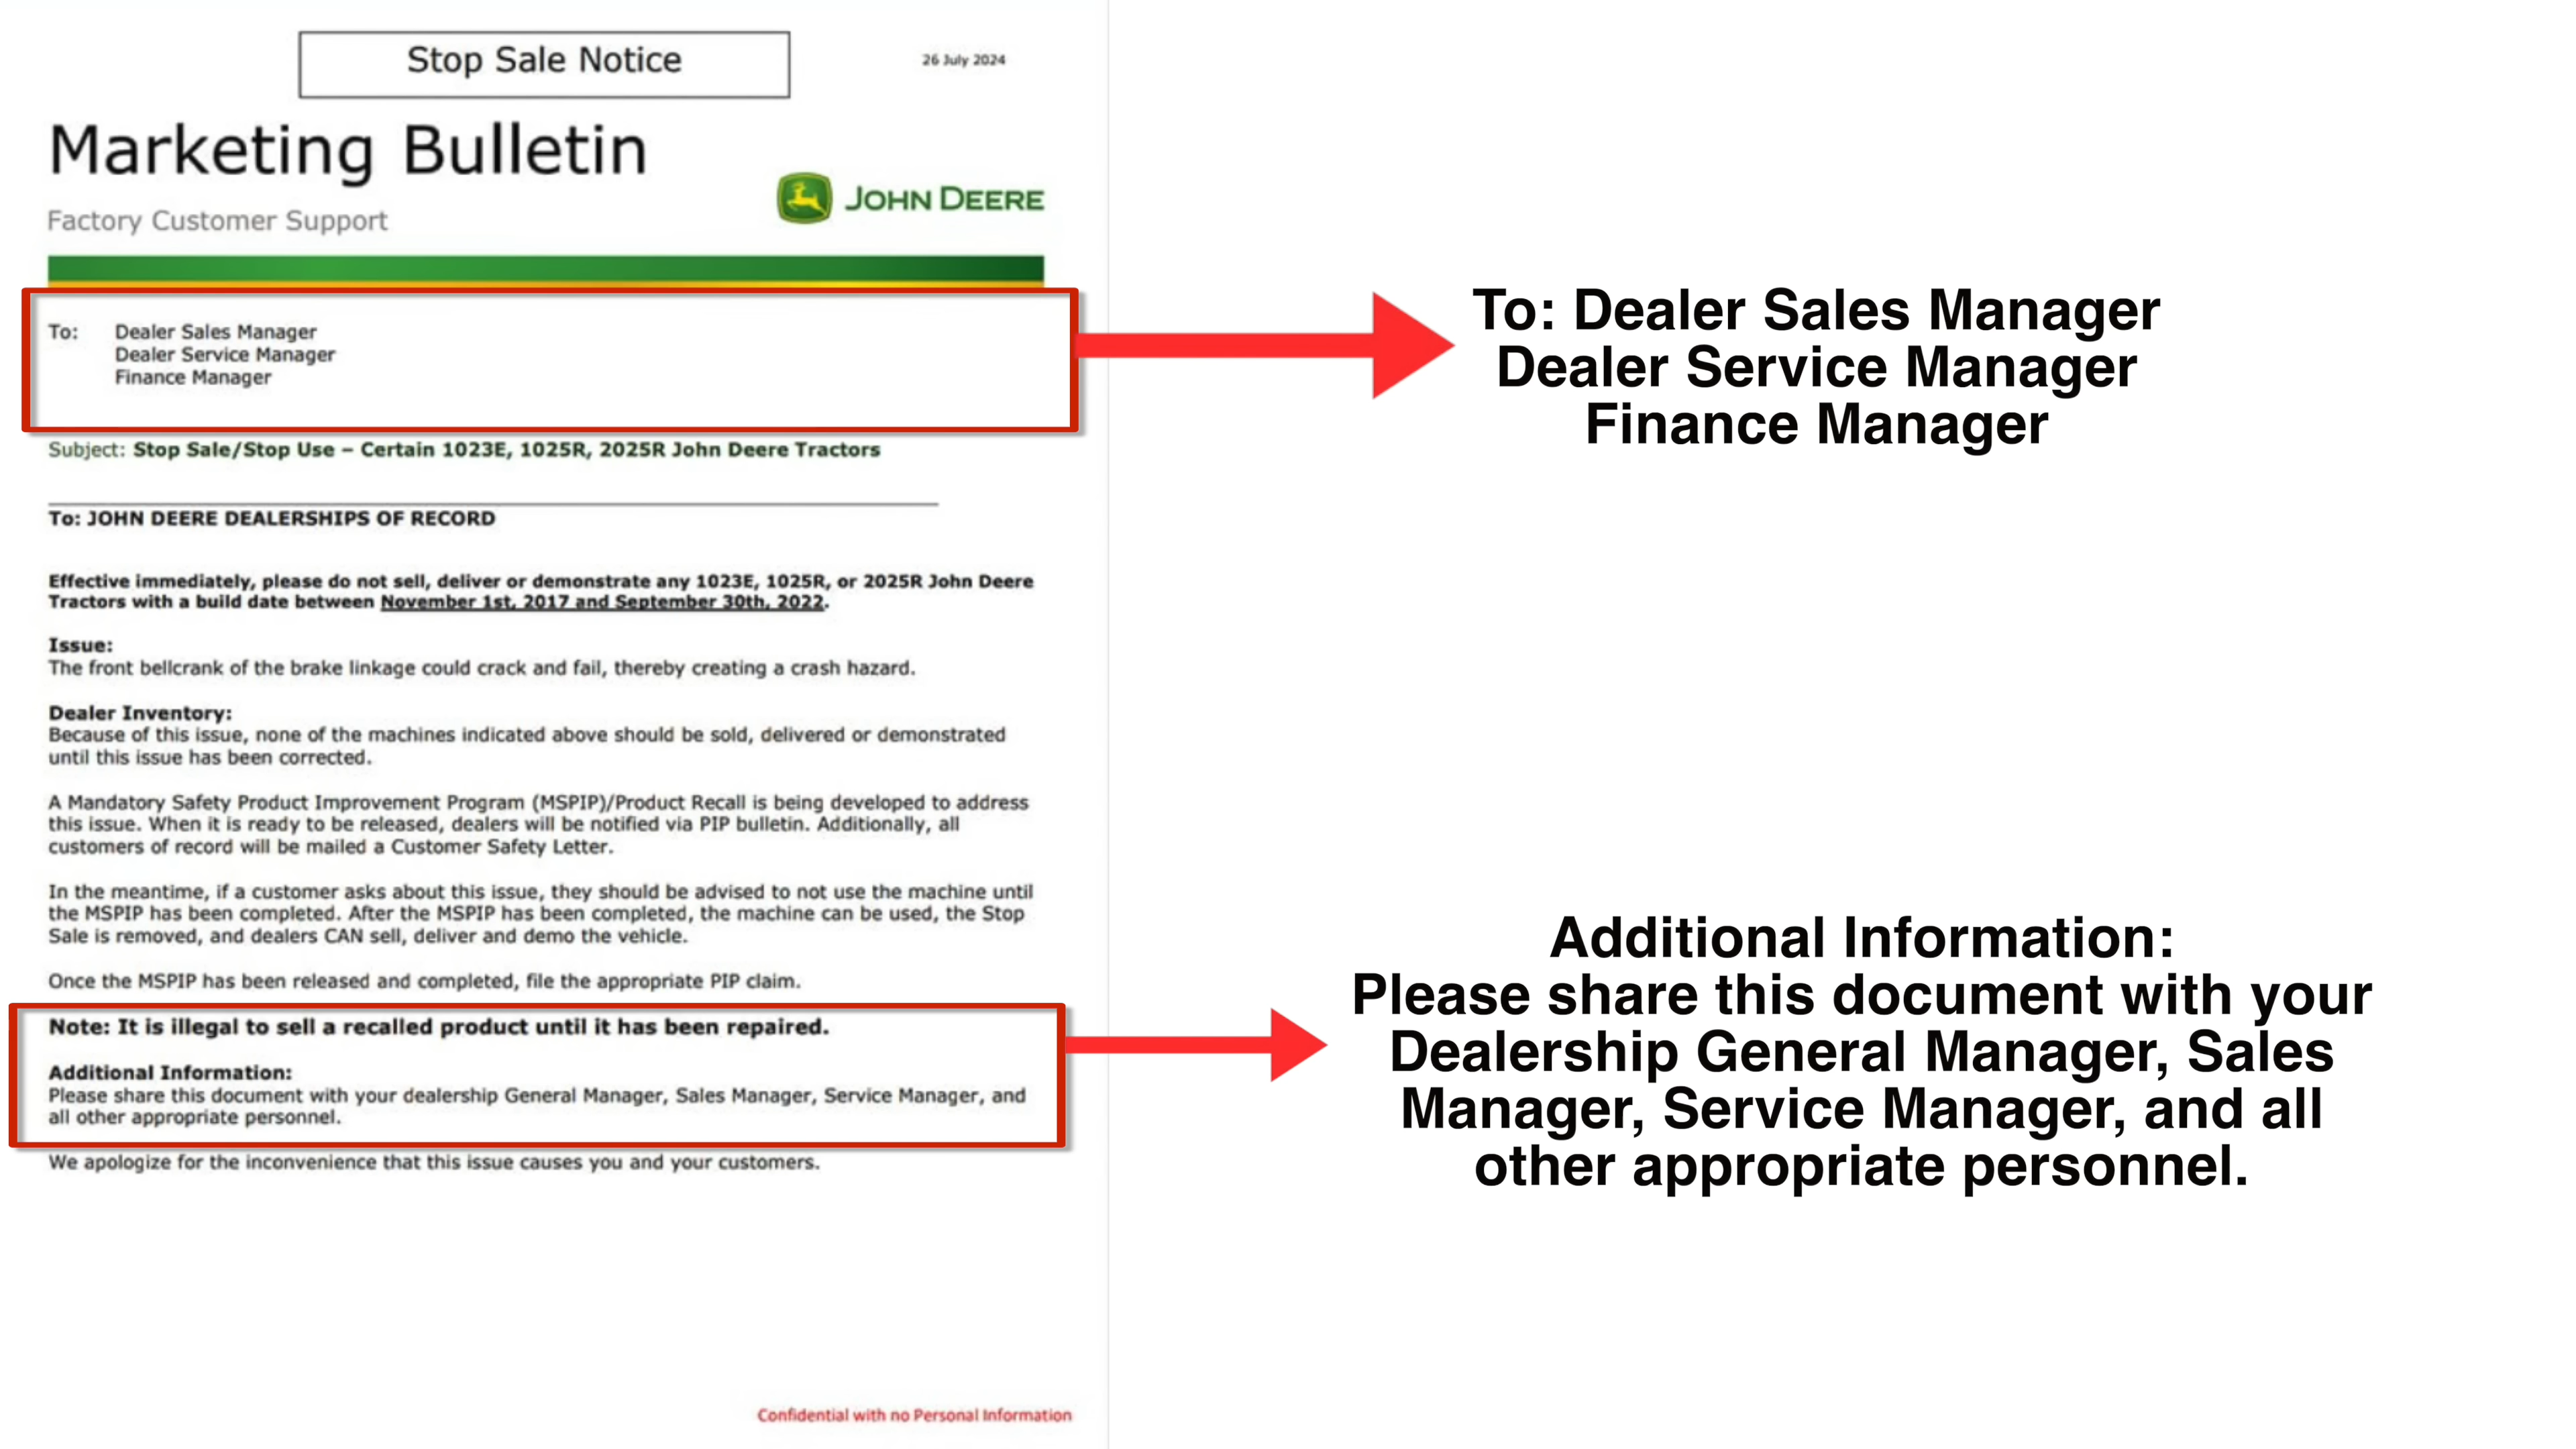 Stop Sale Notice
26 July 2024
Marketing Bulletin
JOHN DEERE
Factory Customer Support
To: Dealer Sales Manager
Dealer Service Manager
Finance Manager
Subject: Stop Sale/Stop Use – Certain 1023E, 1025R, 2025R John Deere Tractors
To: JOHN DEERE DEALERSHIPS OF RECORD
Effective immediately, please do not sell, deliver or demonstrate any 1023E, 1025R, or 2025R John Deere
Tractors with a build date between November 1st, 2017 and September 30th, 2022.
Issue:
The front bellcrank of the brake linkage could crack and fail, thereby creating a crash hazard.
Dealer Inventory:
Because of this issue, none of the machines indicated above should be sold, delivered or demonstrated
until this issue has been corrected.
A Mandatory Safety Product Improvement Program (MSPIP)/Product Recall is being developed to address
this issue. When it is ready to be released, dealers will be notified via PIP bulletin. Additionally, all
customers of record will be mailed a Customer Safety Letter.
In the meantime, if a customer asks about this issue, they should be advised to not use the machine until
the MSPIP has been completed. After the MSPIP has been completed, the machine can be used, the Stop
Sale is removed, and dealers CAN sell, deliver and demo the vehicle.
Once the MSPIP has been released and completed, file the appropriate PIP claim.
Note: It is illegal to sell a recalled product until it has been repaired.
Additional Information:
Please share this document with your dealership General Manager, Sales Manager, Service Manager, and
all other appropriate personnel.
We apologize for the inconvenience that this issue causes you and your customers.
Confidential with no Personal Information
To: Dealer Sales Manager
Dealer Service Manager
Finance Manager
Additional Information:
Please share this document with your
Dealership General Manager, Sales
Manager, Service Manager, and all
other appropriate personnel.